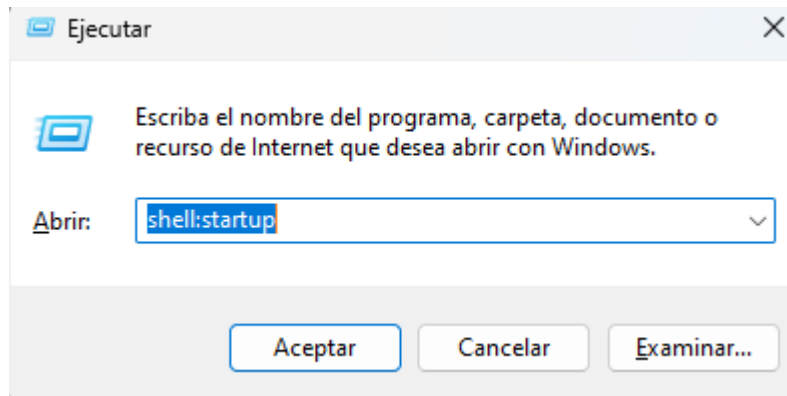 Ejecutar
Escriba el nombre del programa, carpeta, documento o
recurso de Internet que desea abrir con Windows.
Abrir:
shell:startup
Aceptar
Cancelar
Examinar...